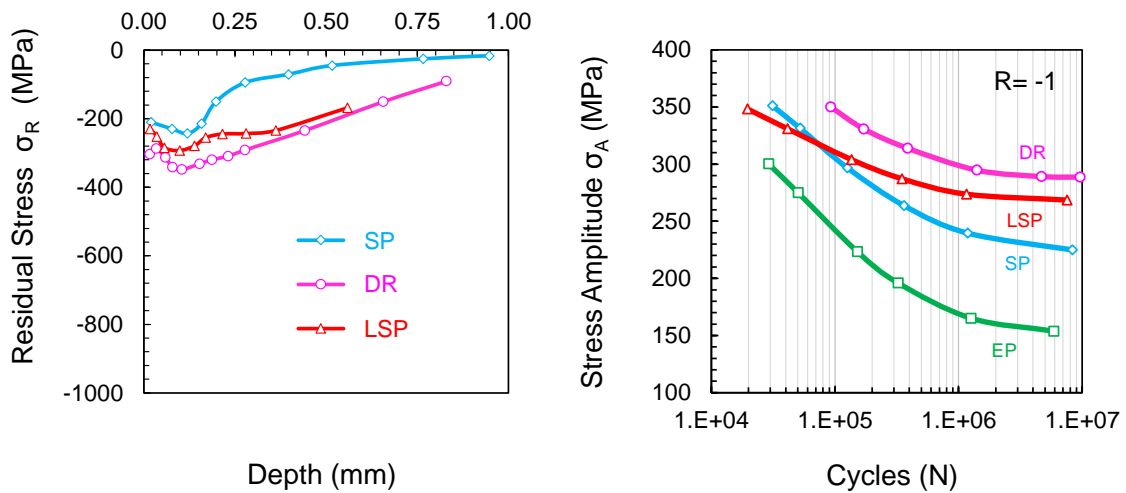 0.00 0.25 0.50 0.75 1.00
0
-200
-400
-600
-800
-1000
Residual Stress σR (MPa)
SP
DR
LSP
Depth (mm)
400
350
300
250
200
150
100
Stress Amplitude σA (MPa)
R= -1
DR
LSP
SP
EP
1.E+04 1.E+05 1.E+06 1.E+07
Cycles (N)